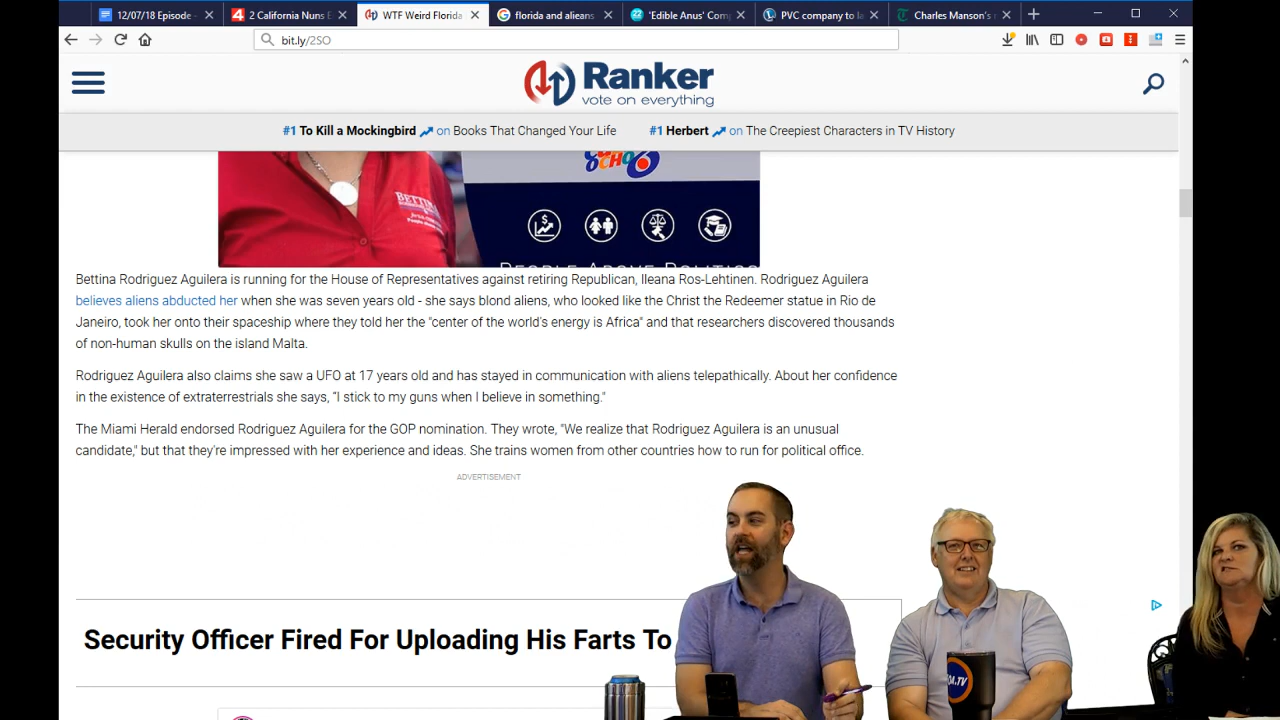 12/07/18 Episode
2 California Nuns E
WTF Weird Florida
florida and alieans
'Edible Anus' Comp
PVC company to la
Charles Manson's r
bit.ly/2SO
Ranker
vote on everything
#1 To Kill a Mockingbird on Books That Changed Your Life
#1 Herbert on The Creepiest Characters in TV History
BETTINA
PEOPLE ABOVE POLITICS
Bettina Rodriguez Aguilera is running for the House of Representatives against retiring Republican, Ileana Ros-Lehtinen. Rodriguez Aguilera
believes aliens abducted her when she was seven years old - she says blond aliens, who looked like the Christ the Redeemer statue in Rio de
Janeiro, took her onto their spaceship where they told her the "center of the world's energy is Africa" and that researchers discovered thousands
of non-human skulls on the island Malta.
Rodriguez Aguilera also claims she saw a UFO at 17 years old and has stayed in communication with aliens telepathically. About her confidence
in the existence of extraterrestrials she says, "I stick to my guns when I believe in something."
The Miami Herald endorsed Rodriguez Aguilera for the GOP nomination. They wrote, "We realize that Rodriguez Aguilera is an unusual
candidate," but that they're impressed with her experience and ideas. She trains women from other countries how to run for political office.
ADVERTISEMENT
Security Officer Fired For Uploading His Farts To